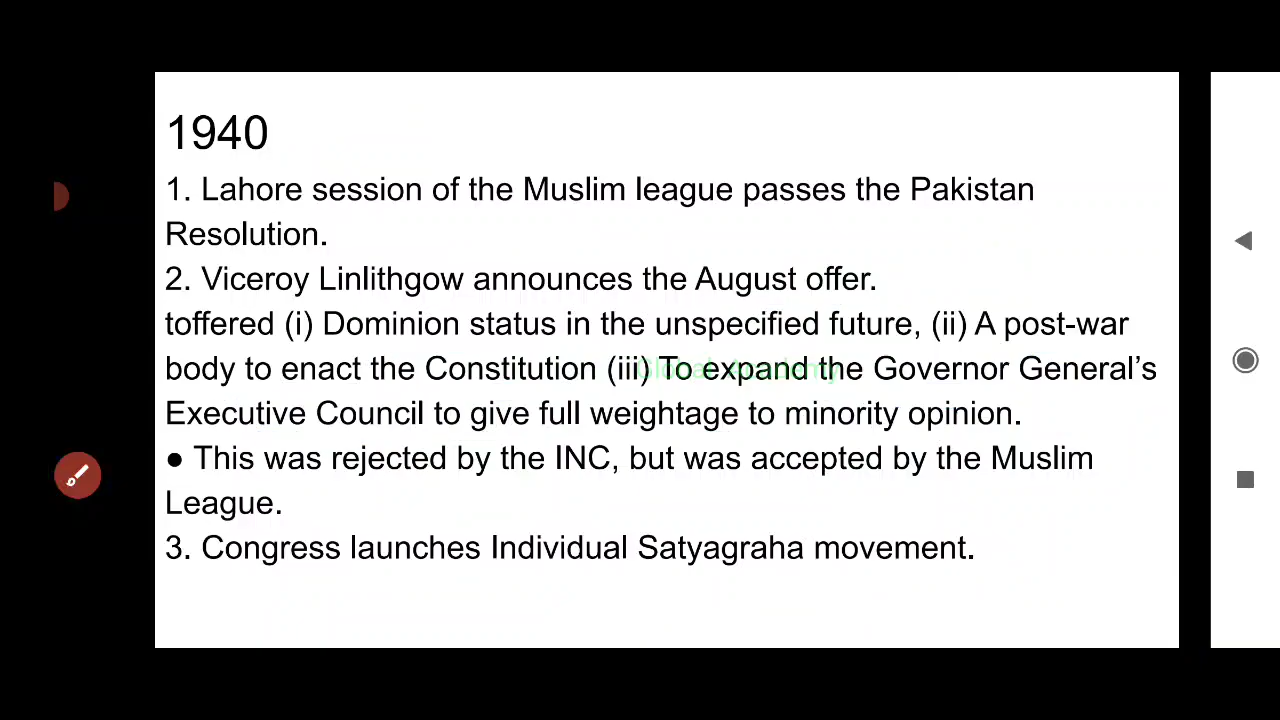 1940
1. Lahore session of the Muslim league passes the Pakistan
Resolution.
2. Viceroy Linlithgow announces the August offer.
toffered (i) Dominion status in the unspecified future, (ii) A post-war
body to enact the Constitution (iii) To expand the Governor General's
Global Academy
Executive Council to give full weightage to minority opinion.
● This was rejected by the INC, but was accepted by the Muslim
League.
3. Congress launches Individual Satyagraha movement.